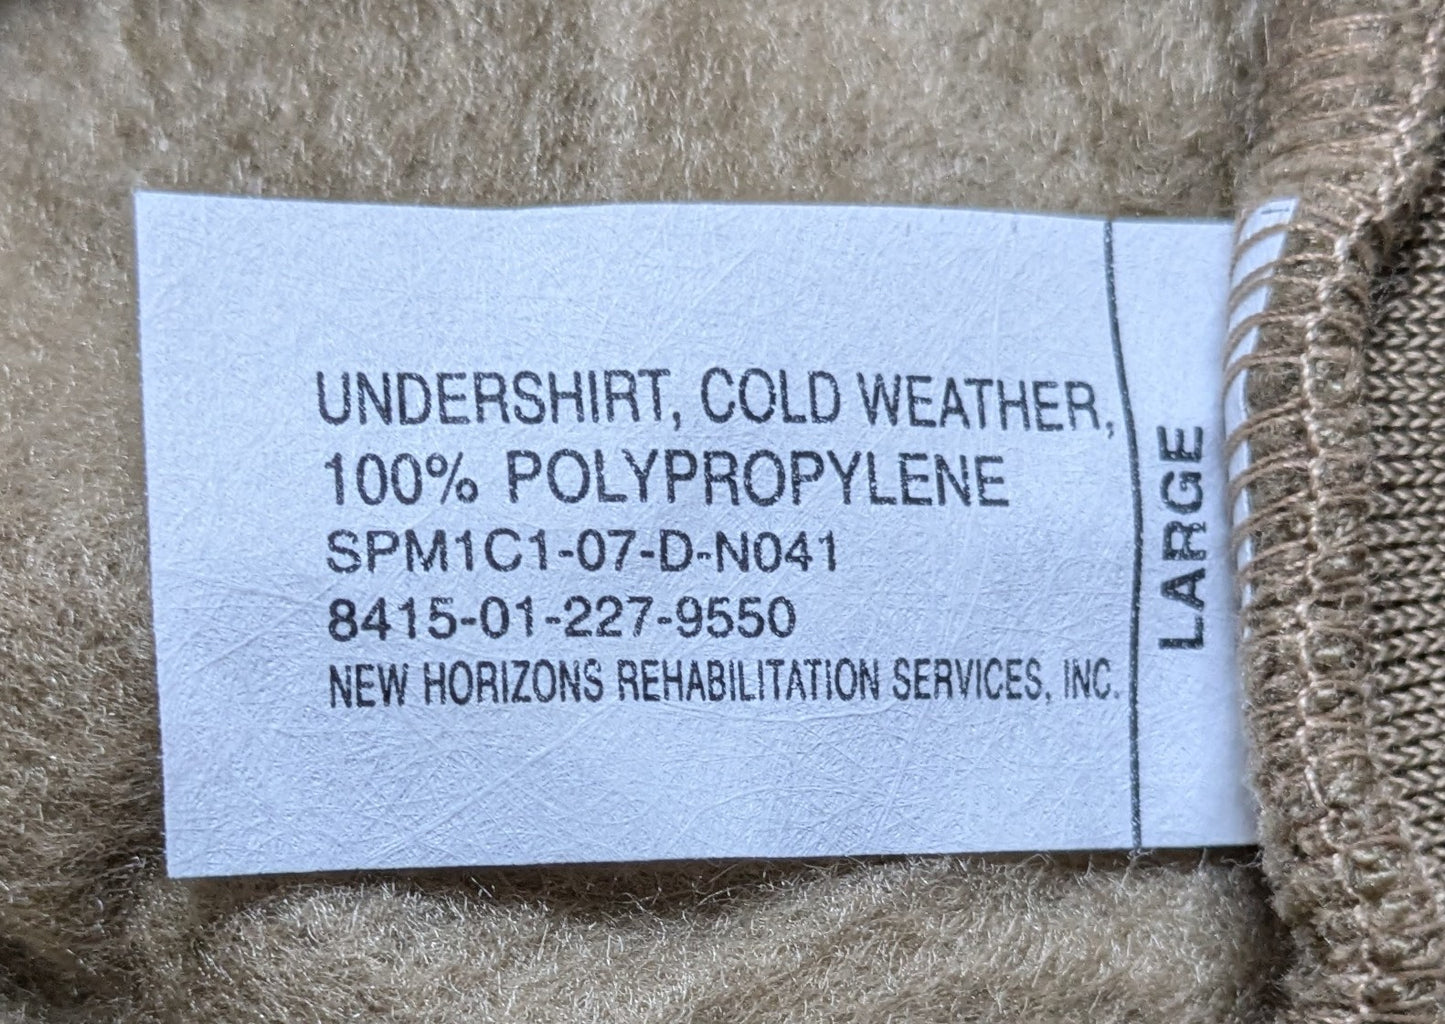 UNDERSHIRT, COLD WEATHER,
100% POLYPROPYLENE
SPM1C1-07-D-N041
8415-01-227-9550
NEW HORIZONS REHABILITATION SERVICES, INC.
LARGE